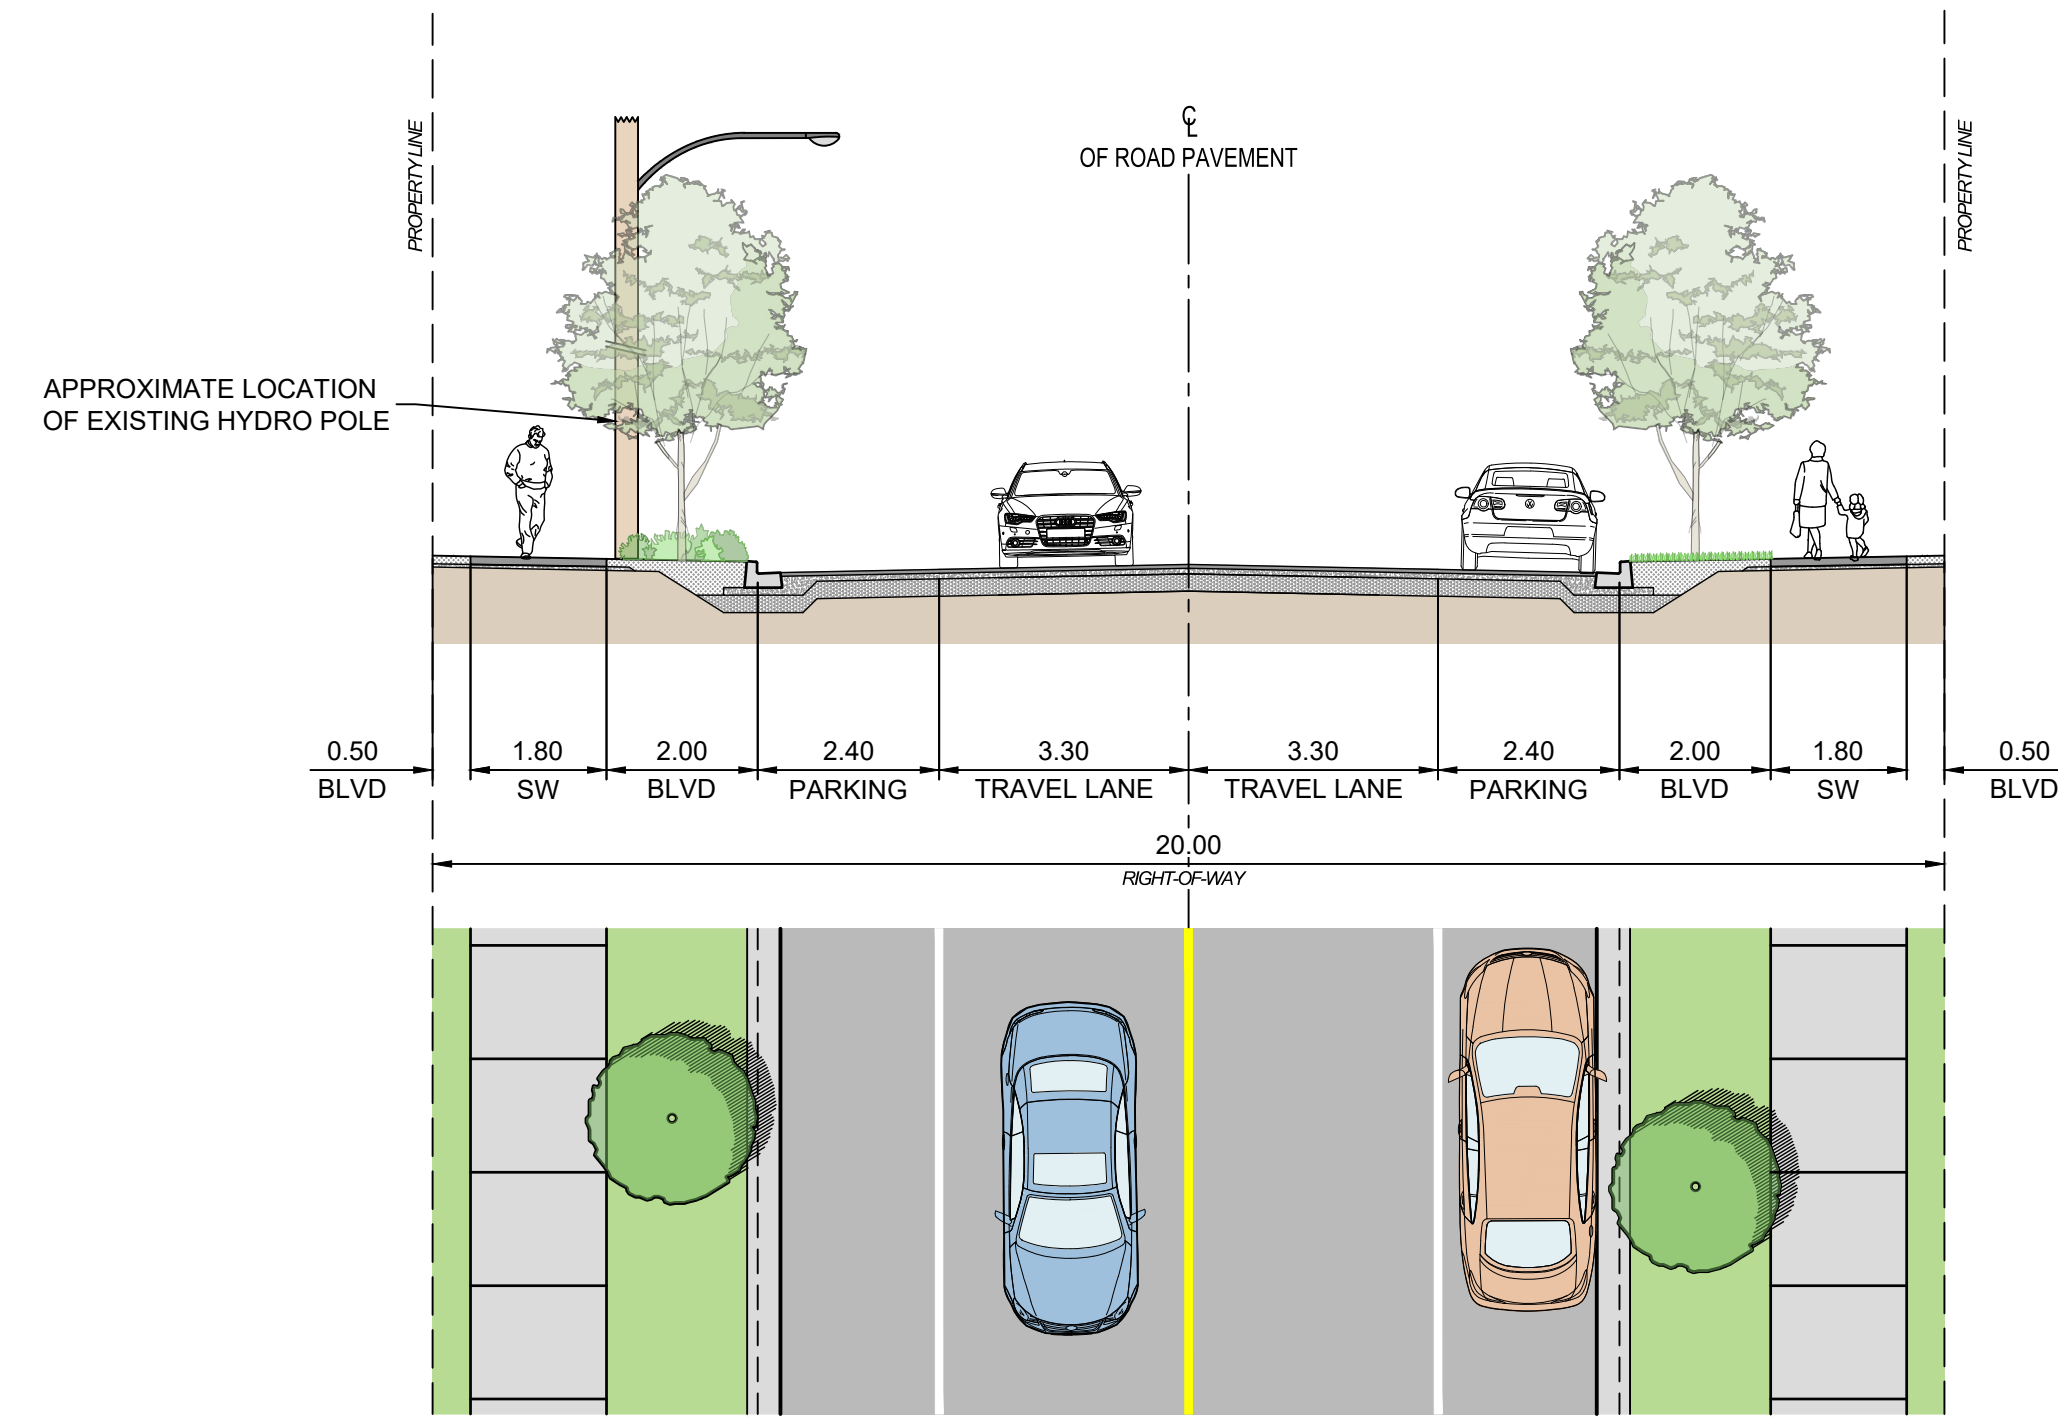 PROPERTY LINE
℄
OF ROAD PAVEMENT
PROPERTY LINE
APPROXIMATE LOCATION
OF EXISTING HYDRO POLE
0.50 1.80 2.00 2.40 3.30 3.30 2.40 2.00 1.80 0.50
BLVD SW BLVD PARKING TRAVEL LANE TRAVEL LANE PARKING BLVD SW BLVD
20.00
RIGHT-OF-WAY